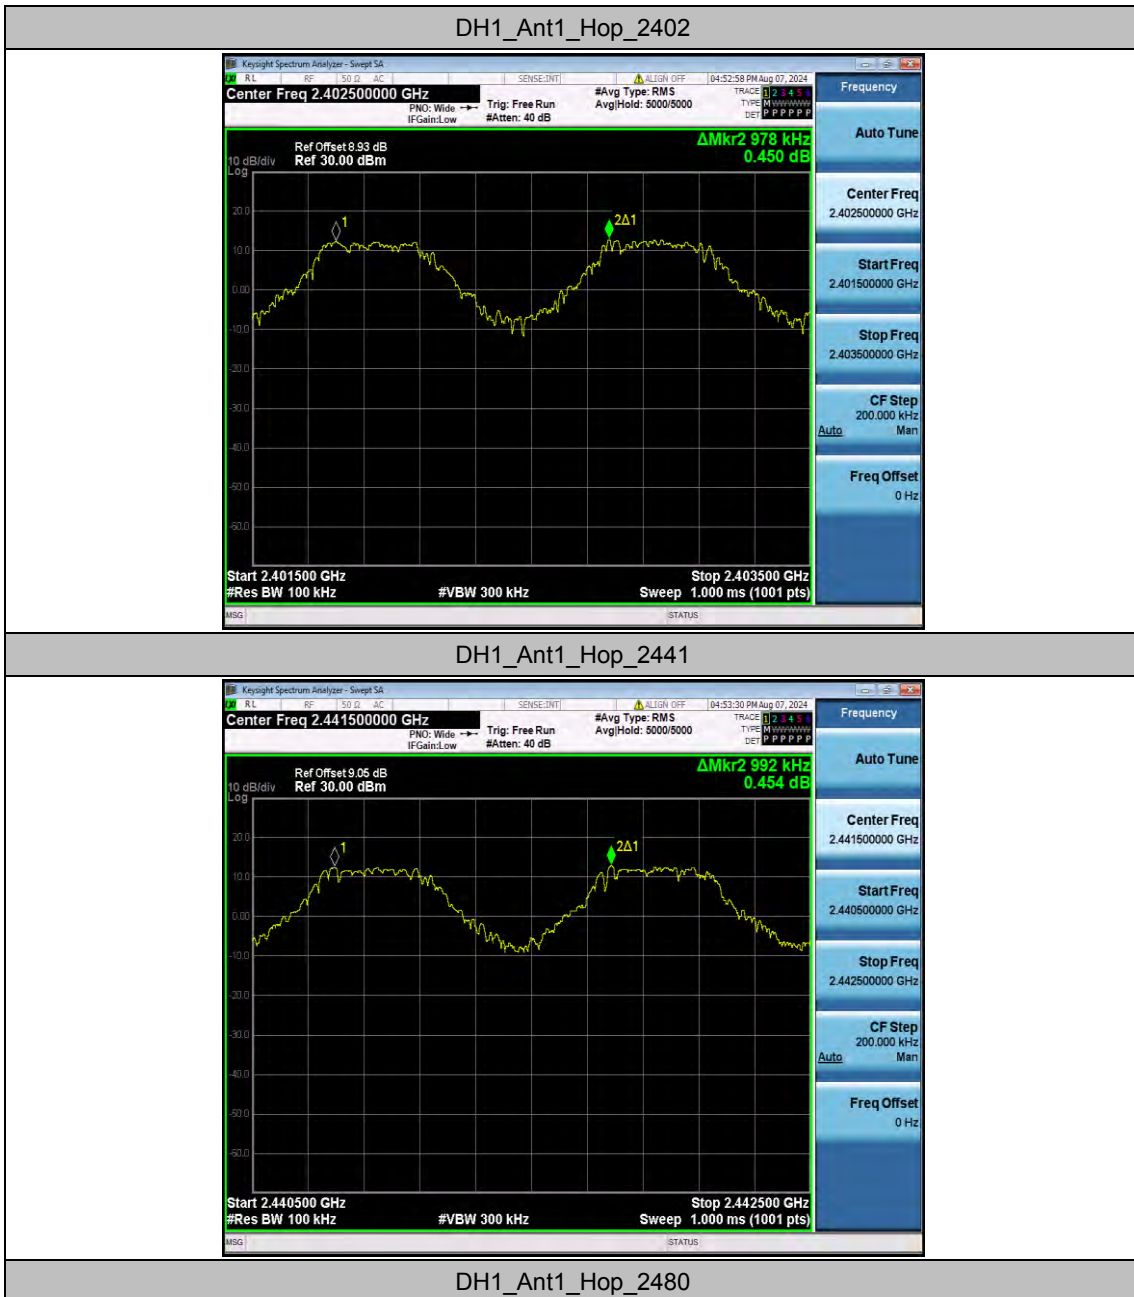 DH1_Ant1_Hop_2402
Keysight Spectrum Analyzer - Swept SA
RL RF 50 Ω AC SENSE:INT ALIGN OFF 04:52:58 PM Aug 07, 2024
Center Freq 2.402500000 GHz
PNO: Wide
IFGain:Low
Trig: Free Run
#Atten: 40 dB
#Avg Type: RMS
Avg|Hold: 5000/5000
TRACE 1 2 3 4 5 6
TYPE M WWWWW
DET P P P P P P
Frequency
ΔMkr2 978 kHz
0.450 dB
Ref Offset 8.93 dB
10 dB/div Ref 30.00 dBm
Log
20.0
10.0
0.00
-10.0
-20.0
-30.0
-40.0
-50.0
-60.0
1
2Δ1
Start 2.401500 GHz Stop 2.403500 GHz
#Res BW 100 kHz #VBW 300 kHz Sweep 1.000 ms (1001 pts)
MSG STATUS
Auto Tune
Center Freq
2.402500000 GHz
Start Freq
2.401500000 GHz
Stop Freq
2.403500000 GHz
CF Step
200.000 kHz
Auto Man
Freq Offset
0 Hz
DH1_Ant1_Hop_2441
Keysight Spectrum Analyzer - Swept SA
RL RF 50 Ω AC SENSE:INT ALIGN OFF 04:53:30 PM Aug 07, 2024
Center Freq 2.441500000 GHz
PNO: Wide
IFGain:Low
Trig: Free Run
#Atten: 40 dB
#Avg Type: RMS
Avg|Hold: 5000/5000
TRACE 1 2 3 4 5 6
TYPE M WWWWW
DET P P P P P P
Frequency
ΔMkr2 992 kHz
0.454 dB
Ref Offset 9.05 dB
10 dB/div Ref 30.00 dBm
Log
20.0
10.0
0.00
-10.0
-20.0
-30.0
-40.0
-50.0
-60.0
1
2Δ1
Start 2.440500 GHz Stop 2.442500 GHz
#Res BW 100 kHz #VBW 300 kHz Sweep 1.000 ms (1001 pts)
MSG STATUS
Auto Tune
Center Freq
2.441500000 GHz
Start Freq
2.440500000 GHz
Stop Freq
2.442500000 GHz
CF Step
200.000 kHz
Auto Man
Freq Offset
0 Hz
DH1_Ant1_Hop_2480